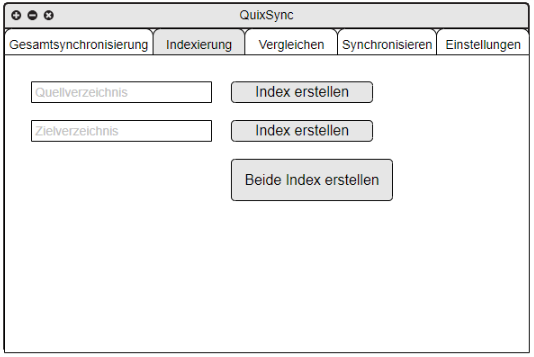 QuixSync
Gesamtsynchronisierung Indexierung Vergleichen Synchronisieren Einstellungen
Quellverzeichnis Index erstellen
Zielverzeichnis Index erstellen
Beide Index erstellen